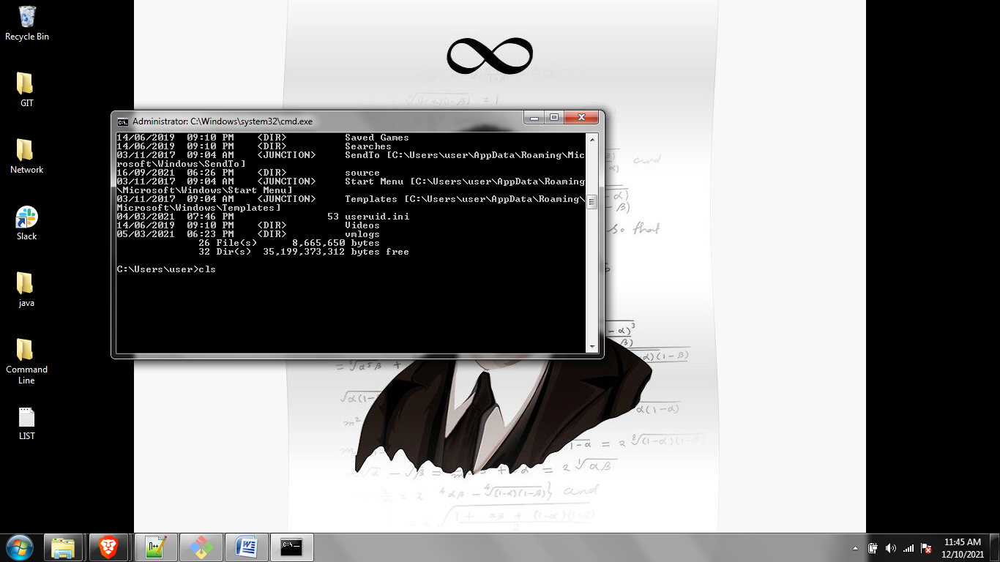 Recycle Bin
GIT
Network
Slack
java
Command
Line
LIST
Administrator: C:\Windows\system32\cmd.exe
14/06/2019  09:10 PM    <DIR>          Saved Games
14/06/2019  09:10 PM    <DIR>          Searches
03/11/2017  09:04 AM    <JUNCTION>     SendTo [C:\Users\user\AppData\Roaming\Mic
rosoft\Windows\SendTo]
16/09/2021  06:26 PM    <DIR>          source
03/11/2017  09:04 AM    <JUNCTION>     Start Menu [C:\Users\user\AppData\Roaming
\Microsoft\Windows\Start Menu]
03/11/2017  09:04 AM    <JUNCTION>     Templates [C:\Users\user\AppData\Roaming\
Microsoft\Windows\Templates]
04/03/2021  07:46 PM                53 useruid.ini
14/06/2019  09:10 PM    <DIR>          Videos
05/03/2021  06:23 PM    <DIR>          vmlogs
26 File(s)      8,665,650 bytes
32 Dir(s)  35,199,373,312 bytes free
C:\Users\user>cls
and
so that
and
11:45 AM
12/10/2021